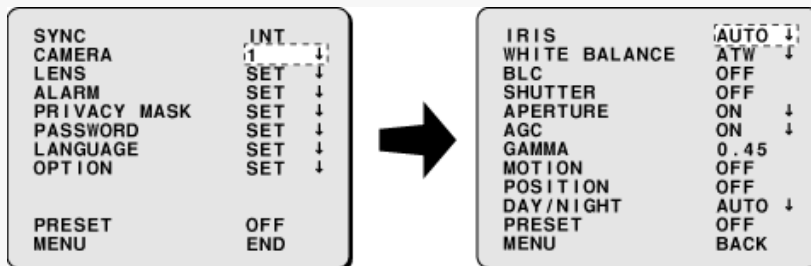 SYNC INT
CAMERA 1 ↓
LENS SET ↓
ALARM SET ↓
PRIVACY MASK SET ↓
PASSWORD SET ↓
LANGUAGE SET ↓
OPTION SET ↓
PRESET OFF
MENU END
IRIS AUTO ↓
WHITE BALANCE ATW ↓
BLC OFF
SHUTTER OFF
APERTURE ON ↓
AGC ON ↓
GAMMA 0.45
MOTION OFF
POSITION OFF
DAY/NIGHT AUTO ↓
PRESET OFF
MENU BACK